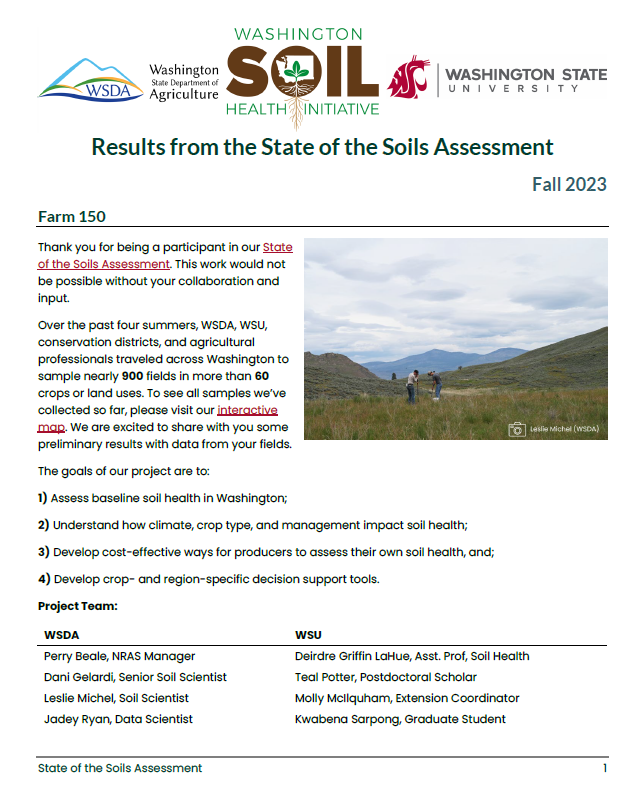 WASHINGTON
SOIL
HEALTH INITIATIVE
WSDA
Washington
State Department of
Agriculture
WASHINGTON STATE
UNIVERSITY
Results from the State of the Soils Assessment
Fall 2023
Farm 150
Thank you for being a participant in our State
of the Soils Assessment. This work would not
be possible without your collaboration and
input.
Over the past four summers, WSDA, WSU,
conservation districts, and agricultural
professionals traveled across Washington to
sample nearly 900 fields in more than 60
crops or land uses. To see all samples we've
collected so far, please visit our interactive
map. We are excited to share with you some
preliminary results with data from your fields.
Leslie Michel (WSDA)
The goals of our project are to:
1) Assess baseline soil health in Washington;
2) Understand how climate, crop type, and management impact soil health;
3) Develop cost-effective ways for producers to assess their own soil health, and;
4) Develop crop- and region-specific decision support tools.
Project Team:
WSDA WSU
Perry Beale, NRAS Manager Deirdre Griffin LaHue, Asst. Prof, Soil Health
Dani Gelardi, Senior Soil Scientist Teal Potter, Postdoctoral Scholar
Leslie Michel, Soil Scientist Molly McIlquham, Extension Coordinator
Jadey Ryan, Data Scientist Kwabena Sarpong, Graduate Student
State of the Soils Assessment 1